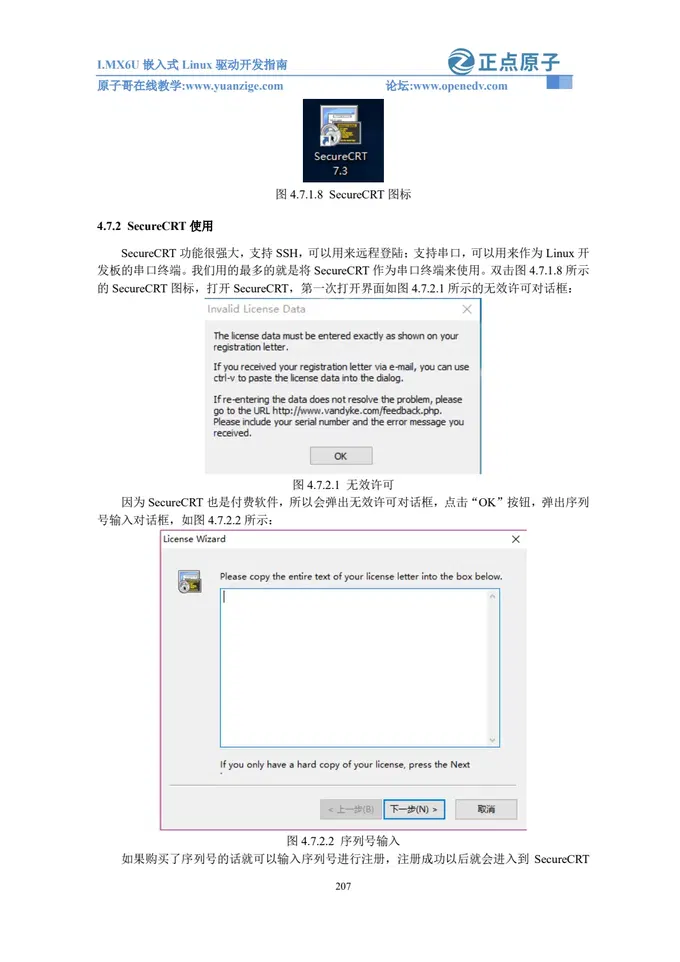 I.MX6U 嵌入式 Linux 驱动开发指南
正点原子
原子哥在线教学:www.yuanzige.com
论坛:www.openedv.com
SecureCRT
7.3
图 4.7.1.8 SecureCRT 图标
4.7.2 SecureCRT 使用
SecureCRT 功能很强大，支持 SSH，可以用来远程登陆；支持串口，可以用来作为 Linux 开
发板的串口终端。我们用的最多的就是将 SecureCRT 作为串口终端来使用。双击图 4.7.1.8 所示
的 SecureCRT 图标，打开 SecureCRT，第一次打开界面如图 4.7.2.1 所示的无效许可对话框：
Invalid License Data
The license data must be entered exactly as shown on your
registration letter.
If you received your registration letter via e-mail, you can use
ctrl-v to paste the license data into the dialog.
If re-entering the data does not resolve the problem, please
go to the URL http://www.vandyke.com/feedback.php.
Please include your serial number and the error message you
received.
OK
图 4.7.2.1 无效许可
因为 SecureCRT 也是付费软件，所以会弹出无效许可对话框，点击“OK”按钮，弹出序列
号输入对话框，如图 4.7.2.2 所示：
License Wizard
Please copy the entire text of your license letter into the box below.
If you only have a hard copy of your license, press the Next
< 上一步(B)
下一步(N) >
取消
图 4.7.2.2 序列号输入
如果购买了序列号的话就可以输入序列号进行注册，注册成功以后就会进入到 SecureCRT
207